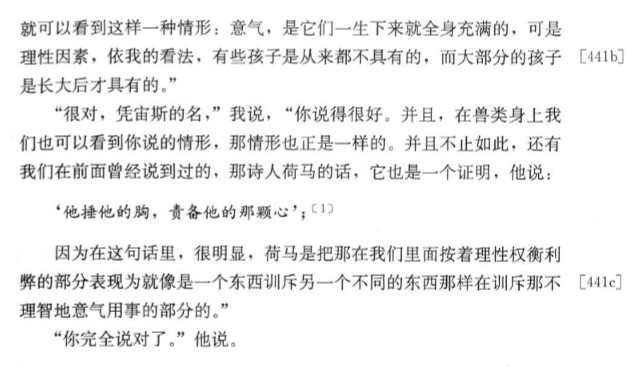 就可以看到这样一种情形：意气，是它们一生下来就全身充满的，可是
理性因素，依我的看法，有些孩子是从来都不具有的，而大部分的孩子 ［441b］
是长大后才具有的。”
“很对，凭宙斯的名，”我说，“你说得很好。并且，在兽类身上我
们也可以看到你说的情形，那情形也正是一样的。并且不止如此，还有
我们在前面曾经说到过的，那诗人荷马的话，它也是一个证明，他说：
‘他捶他的胸，责备他的那颗心’；〔1〕
因为在这句话里，很明显，荷马是把那在我们里面按着理性权衡利
弊的部分表现为就像是一个东西训斥另一个不同的东西那样在训斥那不 ［441c］
理智地意气用事的部分的。”
“你完全说对了。”他说。